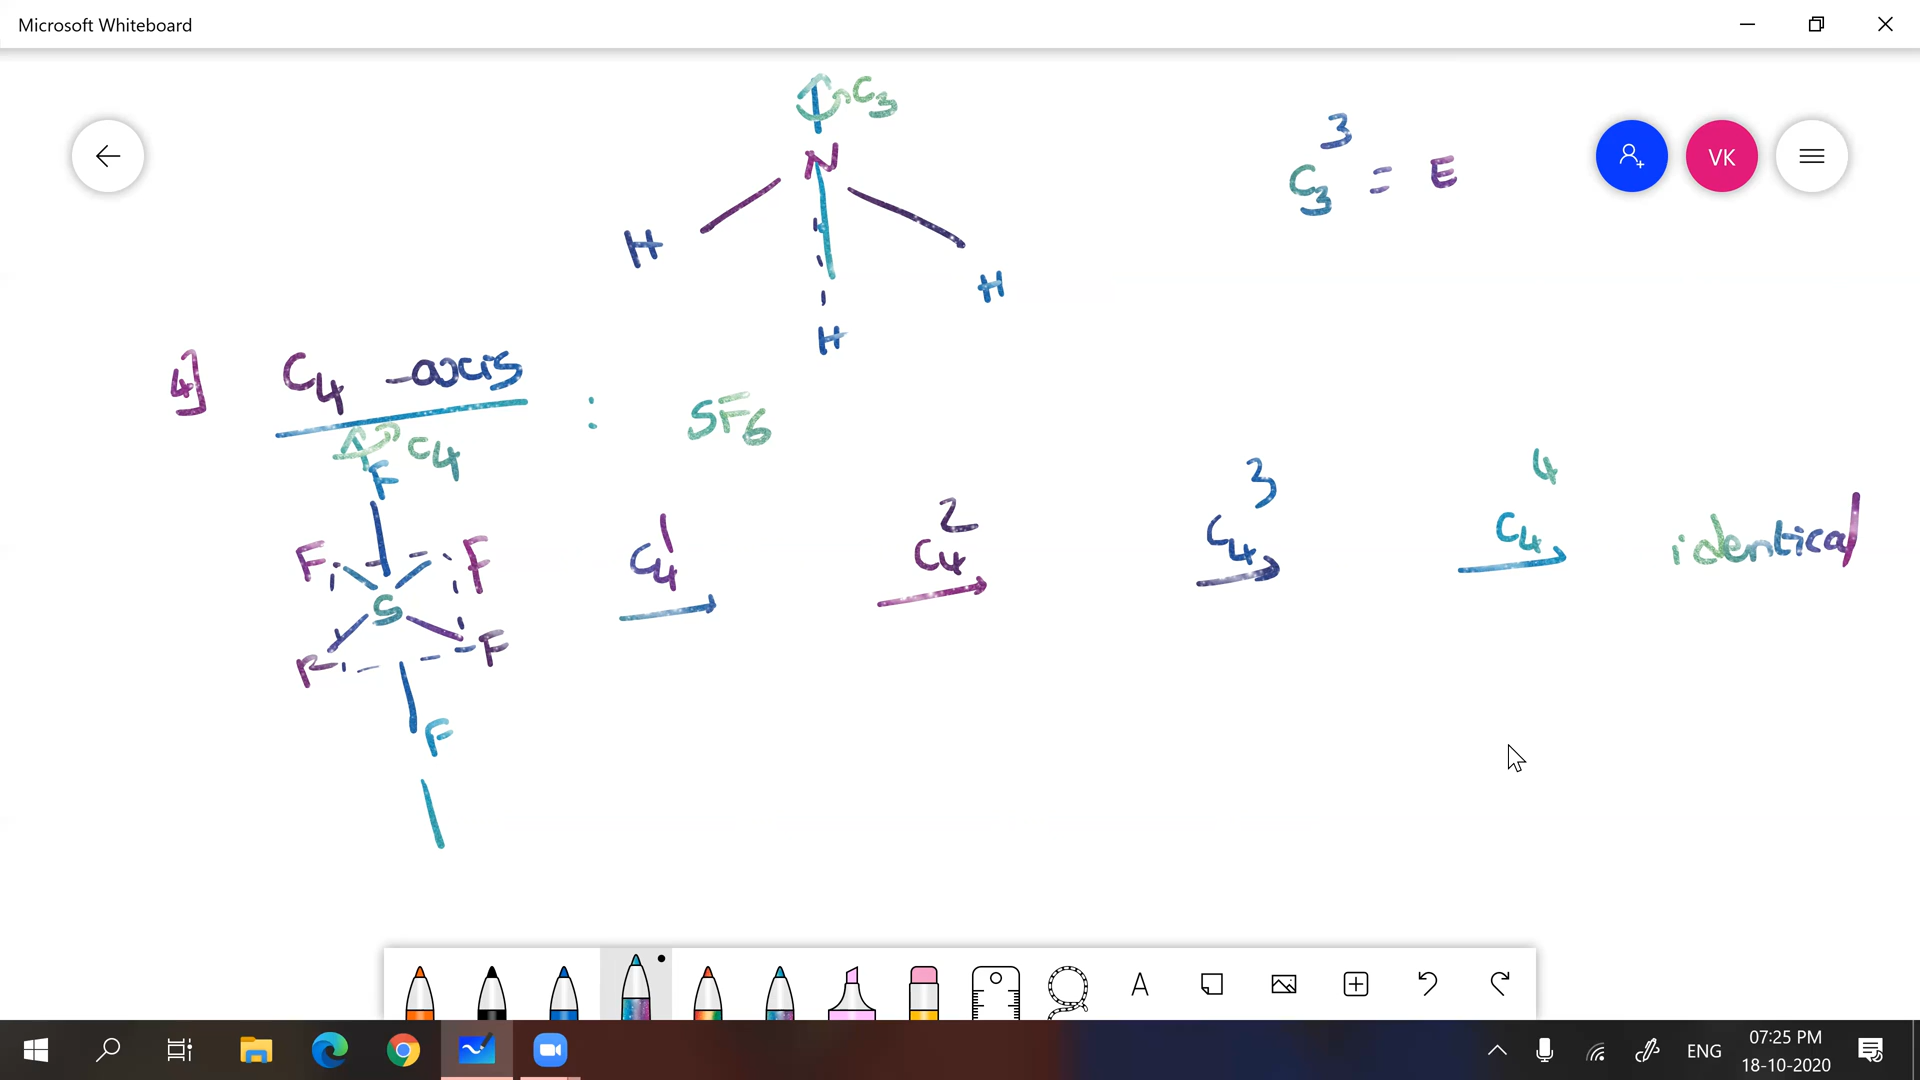 Microsoft Whiteboard
C3
N
H
H
H
C3^3 = E
VK
4] C4 -axis : SF6
C4
F
F
F
S
F
F
F
C4^1
C4^2
C4^3
C4^4
identical
A
ENG
07:25 PM
18-10-2020